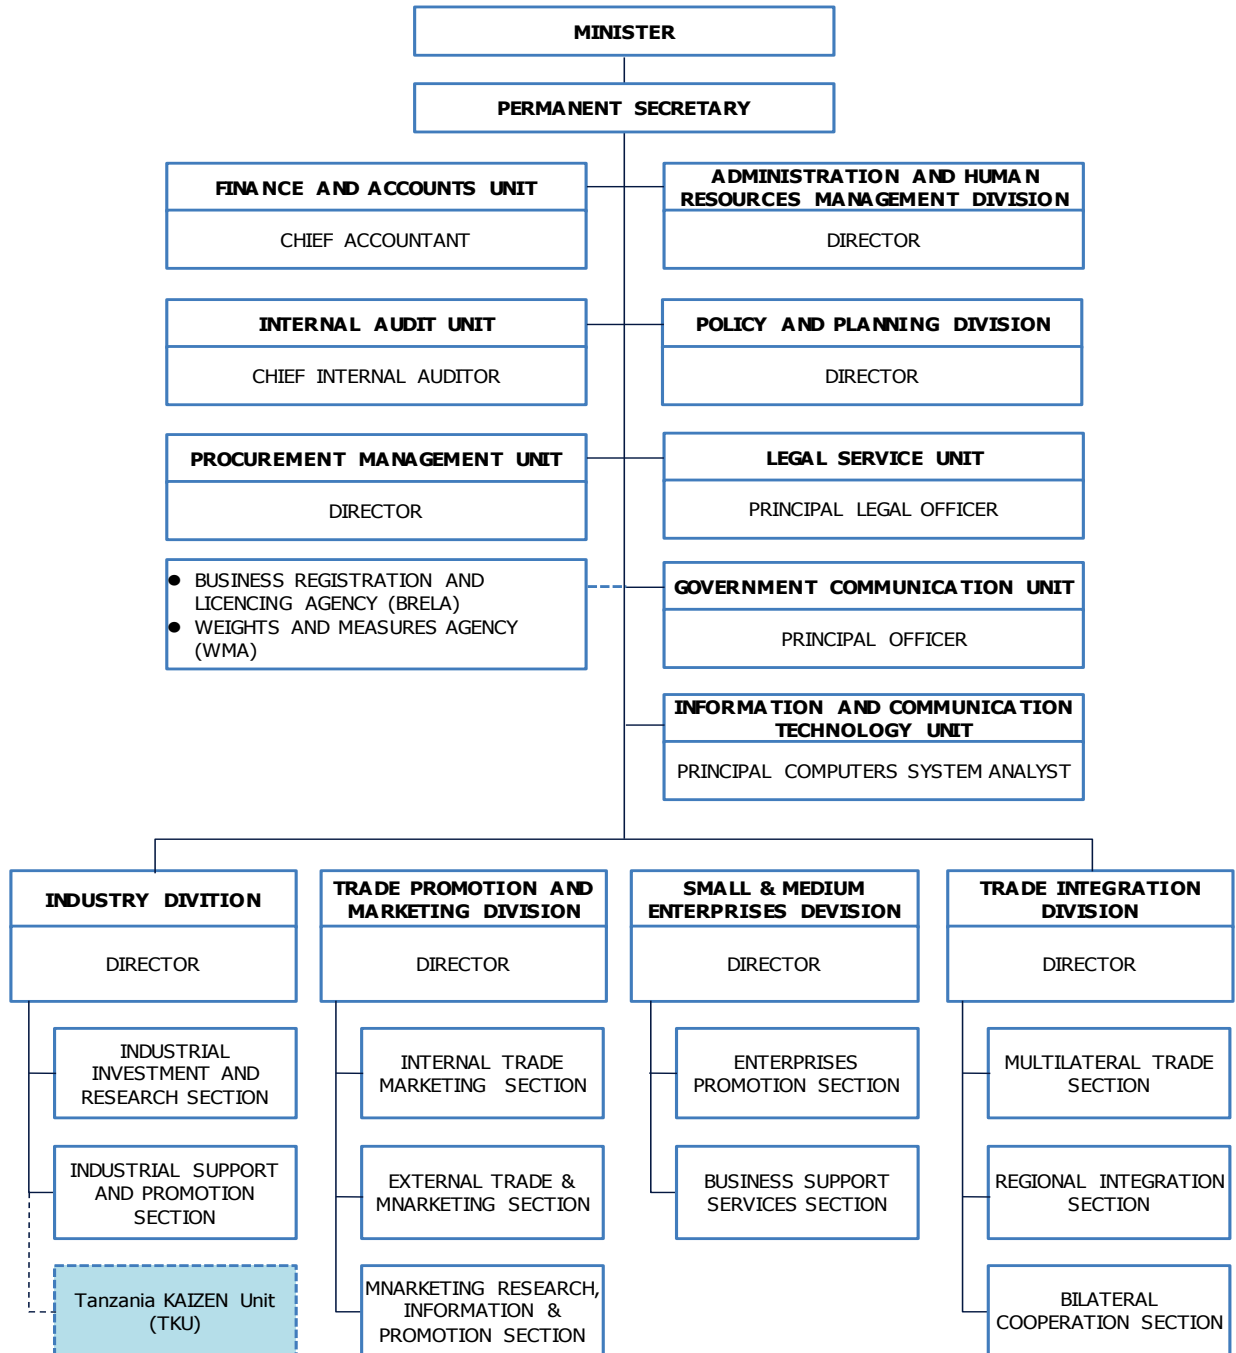 MINISTER
PERMANENT SECRETARY
FINANCE AND ACCOUNTS UNIT
CHIEF ACCOUNTANT
ADMINISTRATION AND HUMAN
RESOURCES MANAGEMENT DIVISION
DIRECTOR
INTERNAL AUDIT UNIT
CHIEF INTERNAL AUDITOR
POLICY AND PLANNING DIVISION
DIRECTOR
PROCUREMENT MANAGEMENT UNIT
DIRECTOR
LEGAL SERVICE UNIT
PRINCIPAL LEGAL OFFICER
● BUSINESS REGISTRATION AND
LICENCING AGENCY (BRELA)
● WEIGHTS AND MEASURES AGENCY
(WMA)
GOVERNMENT COMMUNICATION UNIT
PRINCIPAL OFFICER
INFORMATION AND COMMUNICATION
TECHNOLOGY UNIT
PRINCIPAL COMPUTERS SYSTEM ANALYST
INDUSTRY DIVITION
DIRECTOR
INDUSTRIAL
INVESTMENT AND
RESEARCH SECTION
INDUSTRIAL SUPPORT
AND PROMOTION
SECTION
Tanzania KAIZEN Unit
(TKU)
TRADE PROMOTION AND
MARKETING DIVISION
DIRECTOR
INTERNAL TRADE
MARKETING SECTION
EXTERNAL TRADE &
MNARKETING SECTION
MNARKETING RESEARCH,
INFORMATION &
PROMOTION SECTION
SMALL & MEDIUM
ENTERPRISES DEVISION
DIRECTOR
ENTERPRISES
PROMOTION SECTION
BUSINESS SUPPORT
SERVICES SECTION
TRADE INTEGRATION
DIVISION
DIRECTOR
MULTILATERAL TRADE
SECTION
REGIONAL INTEGRATION
SECTION
BILATERAL
COOPERATION SECTION